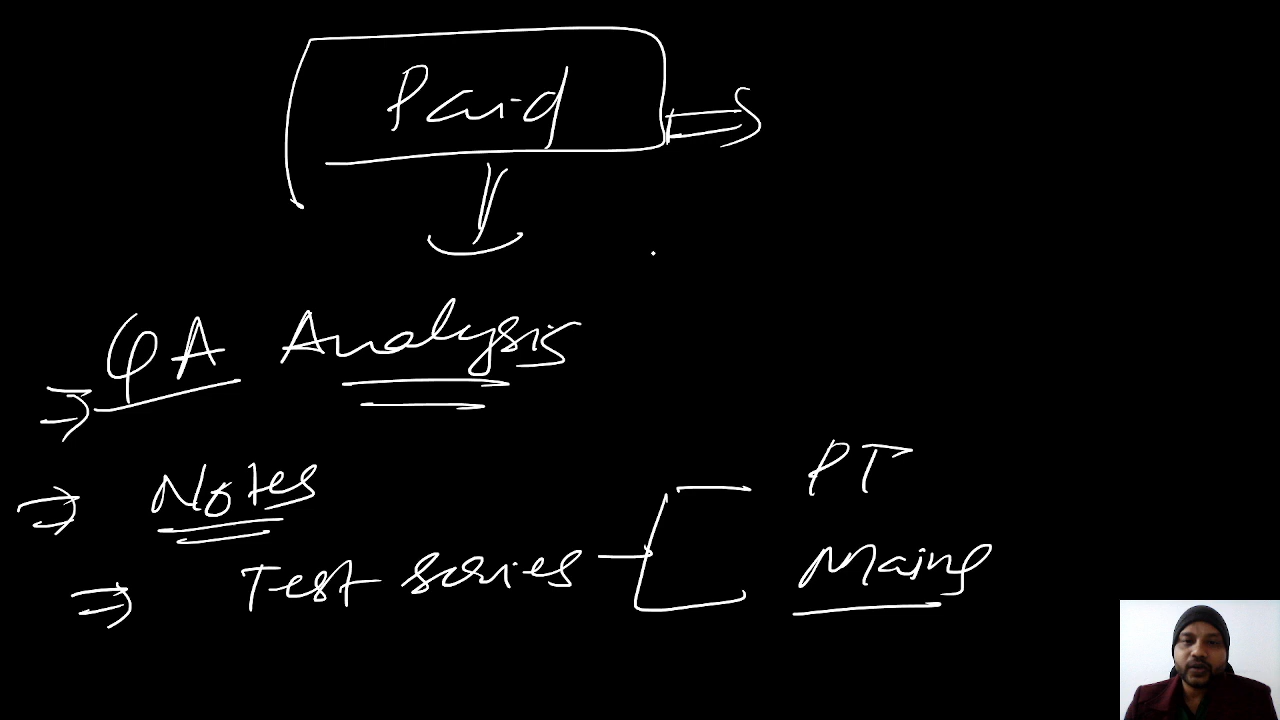 Paid
QA Analysis
Notes
Test series
PT
Mains